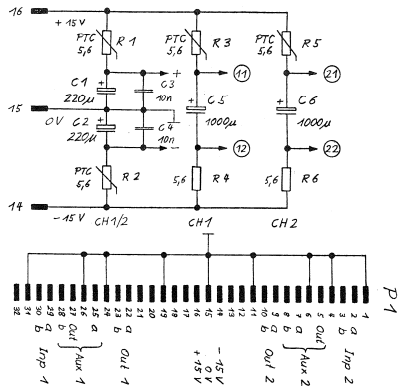 16
+15V
PTC
5,6
R1
PTC
5,6
R3
PTC
5,6
R5
+
11
21
+
C1
220µ
C3
10n
+
C5
1000µ
+
C6
1000µ
15
0V
+
C2
220µ
C4
10n
-
12
22
PTC
5,6
R2
5,6
R4
5,6
R6
14
-15V
CH1/2
CH1
CH2
P1
32
31
30
29
28
27
26
25
24
23
22
21
20
19
18
17
16
15
14
13
12
11
10
9
8
7
6
5
4
3
2
1
b
a
b
Out
a
b
a
+15V
0V
-15V
b
a
b
a
Out
b
a
Inp 1
Aux 1
Out 1
Out 2
Aux 2
Inp 2